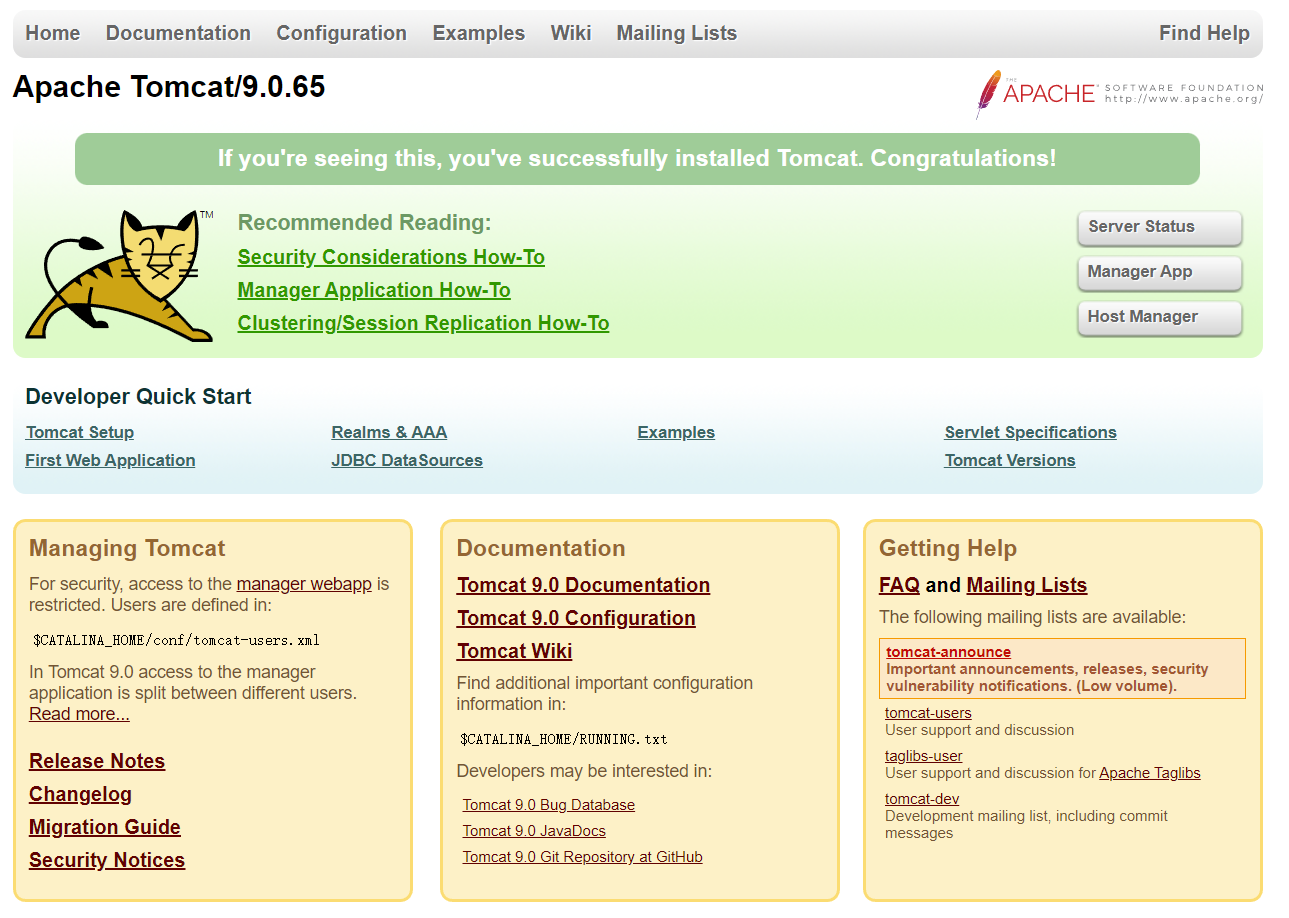 Home Documentation Configuration Examples Wiki Mailing Lists Find Help
Apache Tomcat/9.0.65
THE
APACHE® SOFTWARE FOUNDATION
http://www.apache.org/
If you're seeing this, you've successfully installed Tomcat. Congratulations!
TM
Recommended Reading:
Security Considerations How-To
Manager Application How-To
Clustering/Session Replication How-To
Server Status
Manager App
Host Manager
Developer Quick Start
Tomcat Setup
First Web Application
Realms & AAA
JDBC DataSources
Examples
Servlet Specifications
Tomcat Versions
Managing Tomcat
For security, access to the manager webapp is
restricted. Users are defined in:
$CATALINA_HOME/conf/tomcat-users.xml
In Tomcat 9.0 access to the manager
application is split between different users.
Read more...
Release Notes
Changelog
Migration Guide
Security Notices
Documentation
Tomcat 9.0 Documentation
Tomcat 9.0 Configuration
Tomcat Wiki
Find additional important configuration
information in:
$CATALINA_HOME/RUNNING.txt
Developers may be interested in:
Tomcat 9.0 Bug Database
Tomcat 9.0 JavaDocs
Tomcat 9.0 Git Repository at GitHub
Getting Help
FAQ and Mailing Lists
The following mailing lists are available:
tomcat-announce
Important announcements, releases, security
vulnerability notifications. (Low volume).
tomcat-users
User support and discussion
taglibs-user
User support and discussion for Apache Taglibs
tomcat-dev
Development mailing list, including commit
messages